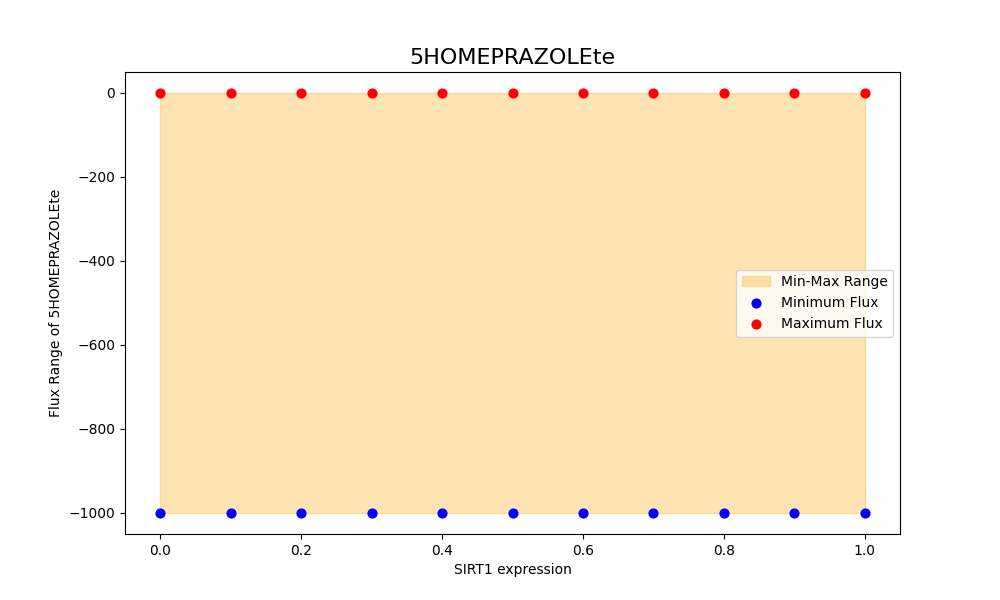 5HOMEPRAZOLEte
Flux Range of 5HOMEPRAZOLEte
0
−200
−400
−600
−800
−1000
Min-Max Range
Minimum Flux
Maximum Flux
0.0 0.2 0.4 0.6 0.8 1.0
SIRT1 expression